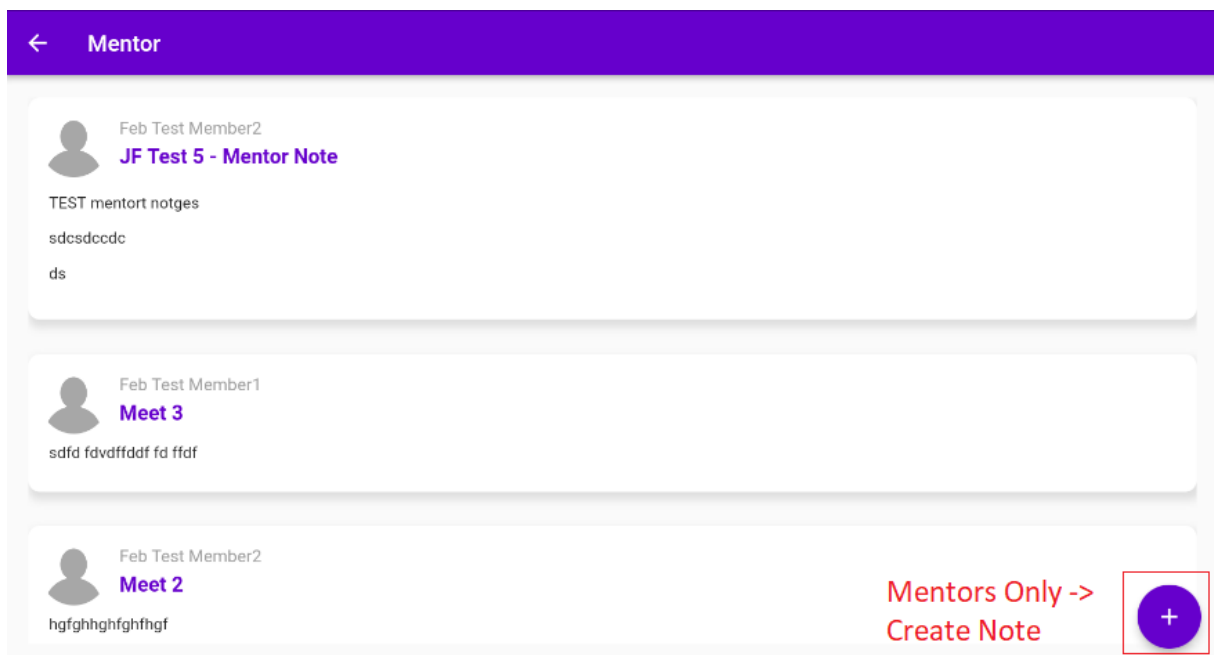 Mentor
Feb Test Member2
JF Test 5 - Mentor Note
TEST mentort notges
sdcsdccdc
ds
Feb Test Member1
Meet 3
sdfd fdvdffddf fd ffdf
Feb Test Member2
Meet 2
hgfghhghfghfhgf
Mentors Only ->
Create Note